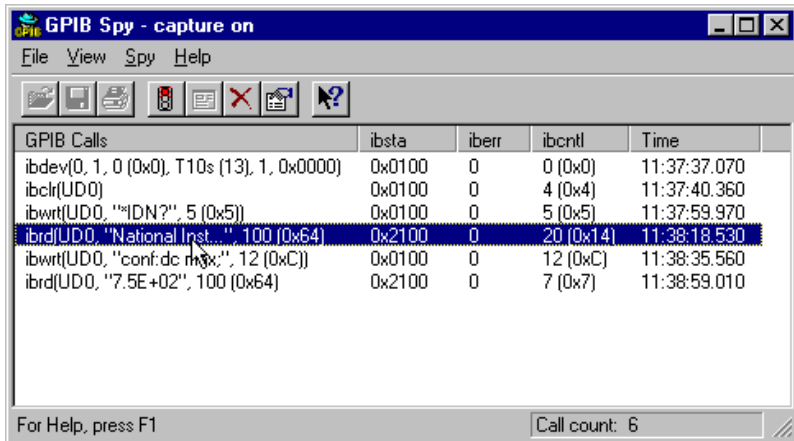 GPIB Spy - capture on
File View Spy Help
GPIB Calls ibsta iberr ibcntl Time
ibdev(0, 1, 0 (0x0), T10s (13), 1, 0x0000) 0x0100 0 0 (0x0) 11:37:37.070
ibclr(UD0) 0x0100 0 4 (0x4) 11:37:40.360
ibwrt(UD0, "*IDN?", 5 (0x5)) 0x0100 0 5 (0x5) 11:37:59.970
ibrd(UD0, "National Inst...", 100 (0x64) 0x2100 0 20 (0x14) 11:38:18.530
ibwrt(UD0, "conf:dc max;", 12 (0xC)) 0x0100 0 12 (0xC) 11:38:35.560
ibrd(UD0, "7.5E+02", 100 (0x64) 0x2100 0 7 (0x7) 11:38:59.010
For Help, press F1 Call count: 6